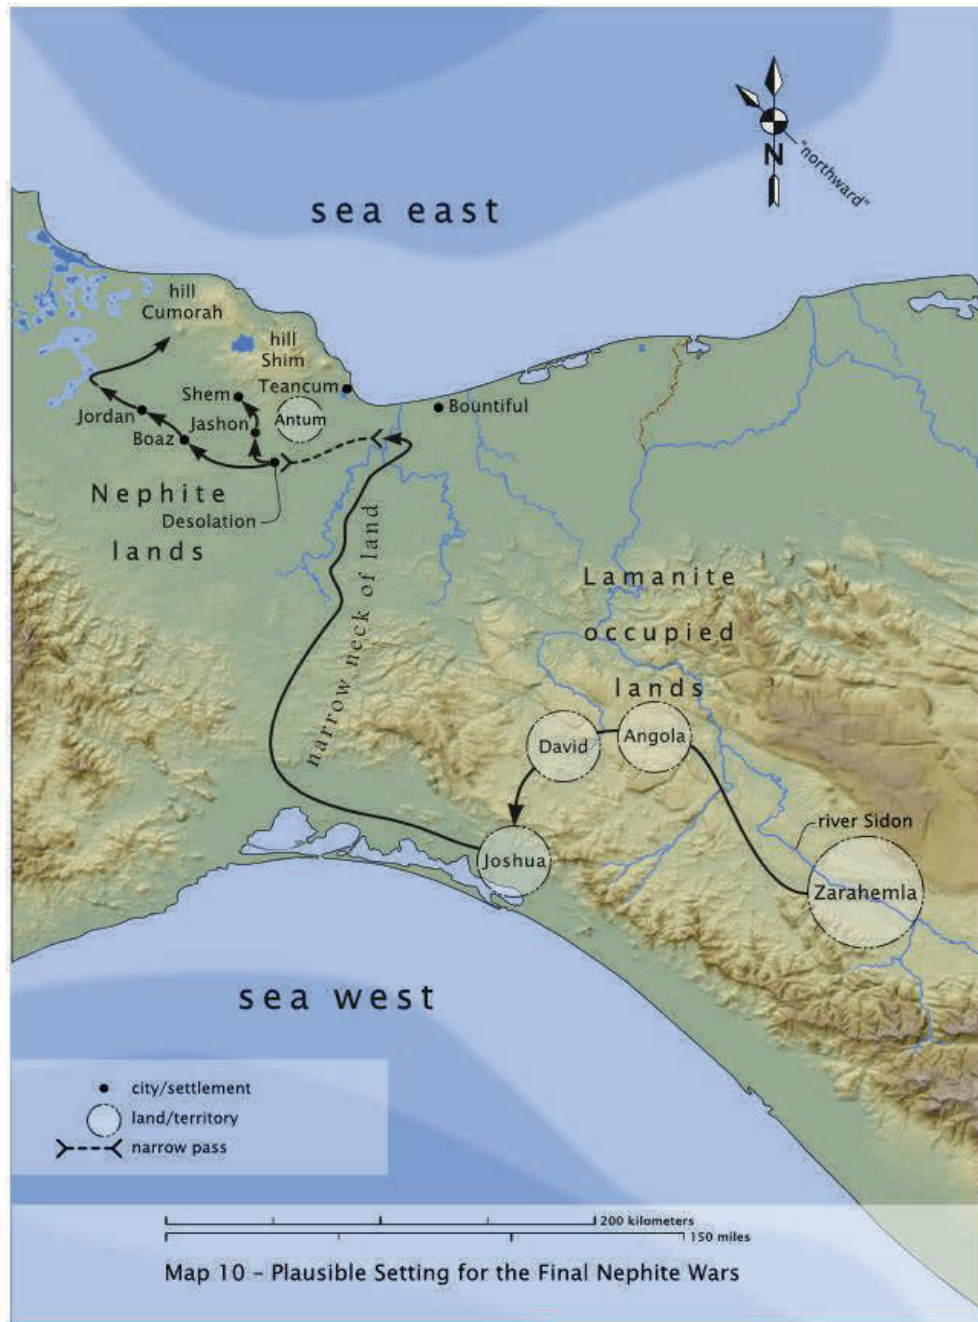 N
"northward"
sea east
hill
Cumorah
hill
Shim
Teancum
Shem
Bountiful
Jordan
Jashon
Antum
Boaz
Nephite
Desolation
lands
narrow neck of land
Lamanite
occupied
lands
David
Angola
river Sidon
Joshua
Zarahemla
sea west
city/settlement
land/territory
narrow pass
200 kilometers
150 miles
Map 10 – Plausible Setting for the Final Nephite Wars